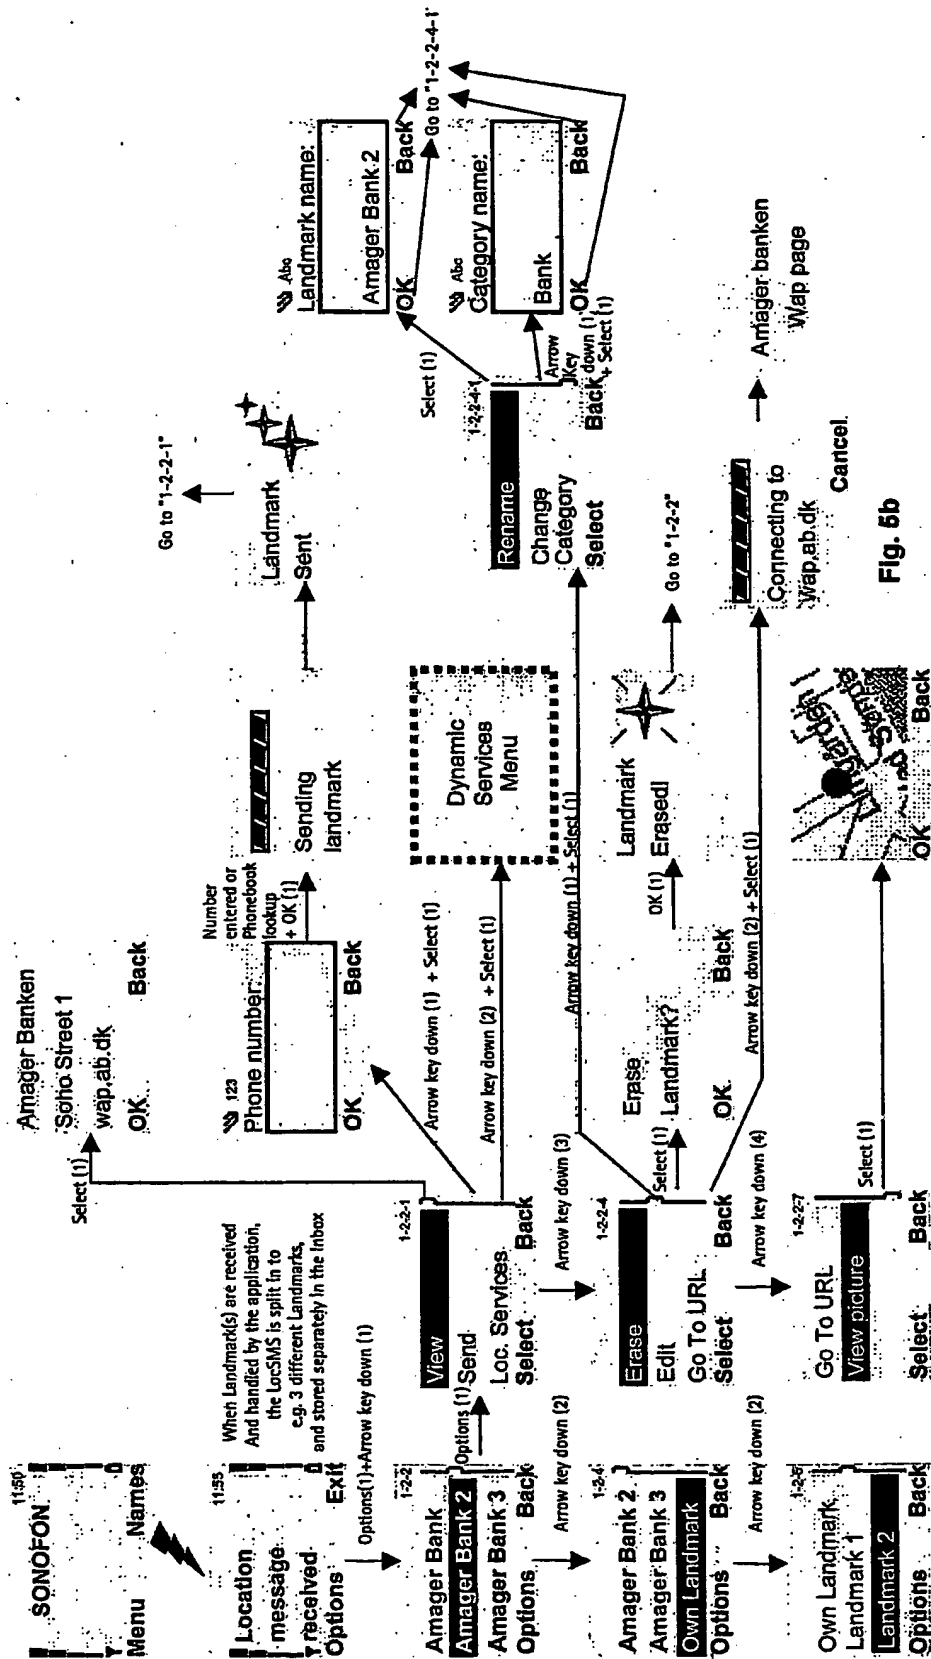 11:50
SONOFON
Menu Names
11:55
Location
message
received
Options Exit
When Landmark(s) are received
And handled by the application,
the LocSMS is split in to
e.g. 3 different Landmarks,
and stored separately in the Inbox
Options(1)+Arrow key down (1)
1-2-2
Amager Bank
Amager Bank 2
Amager Bank 3
Options Back
Options (1)
Arrow key down (2)
1-2-4
Amager Bank 2
Amager Bank 3
Own Landmark
Options Back
Arrow key down (2)
Own Landmark
Landmark 1
Landmark 2
Options Back
1-2-2-1
View
Send
Loc. Services
Select Back
Arrow key down (3)
1-2-2-4
Erase
Edit
Go To URL
Select Back
Arrow key down (4)
1-2-2-7
Go To URL
View picture
Select Back
Select (1)
Amager Banken
Soho Street 1
wap.ab.dk
OK Back
Arrow key down (1) + Select (1)
123
Phone number:
OK Back
Number
entered or
Phonebook
lookup
+ OK (1)
Sending
landmark
Landmark
Sent
Go to "1-2-2-1"
Arrow key down (2) + Select (1)
Dynamic
Services
Menu
Arrow key down (1) + Select (1)
1-2-2-4-1
Rename
Change
Category
Select Back
Select (1)
Abc
Landmark name:
Amager Bank 2
OK Back
Arrow
Key
down (1)
+ Select (1)
Abc
Category name:
Bank
OK Back
Go to "1-2-2-4-1"
Select (1)
Erase
Landmark?
OK Back
OK (1)
Landmark
Erased!
Go to "1-2-2"
Arrow key down (2) + Select (1)
Connecting to
wap.ab.dk
Cancel
Amager banken
Wap page
Select (1)
OK Back
Fig. 5b